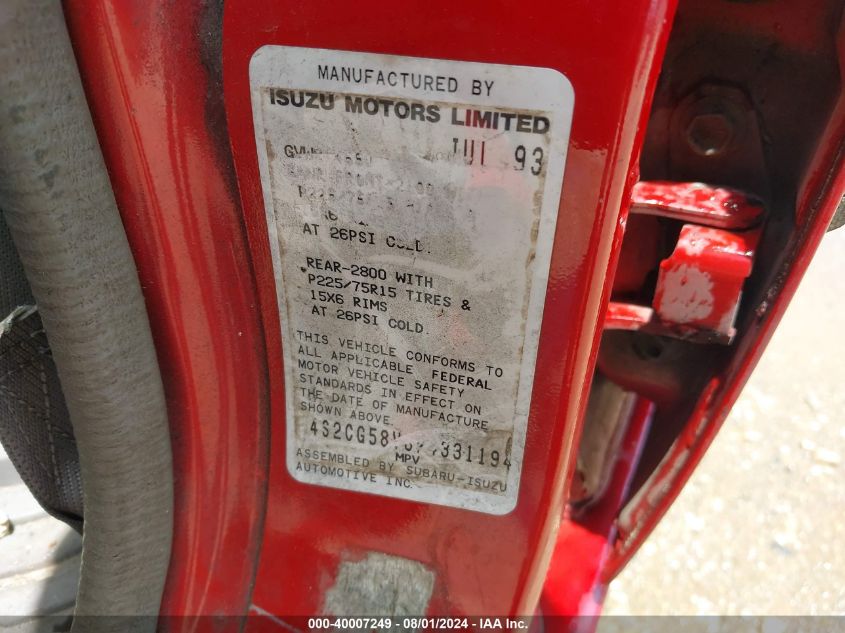 MANUFACTURED BY
ISUZU MOTORS LIMITED
93
AT 26PSI COLD.
REAR-2800 WITH
P225/75R15 TIRES &
15X6 RIMS
AT 26PSI COLD.
THIS VEHICLE CONFORMS TO
ALL APPLICABLE FEDERAL
MOTOR VEHICLE SAFETY
STANDARDS IN EFFECT ON
THE DATE OF MANUFACTURE
SHOWN ABOVE.
MPV
ASSEMBLED BY SUBARU-ISUZU
AUTOMOTIVE INC.
000-40007249 - 08/01/2024 - IAA Inc.